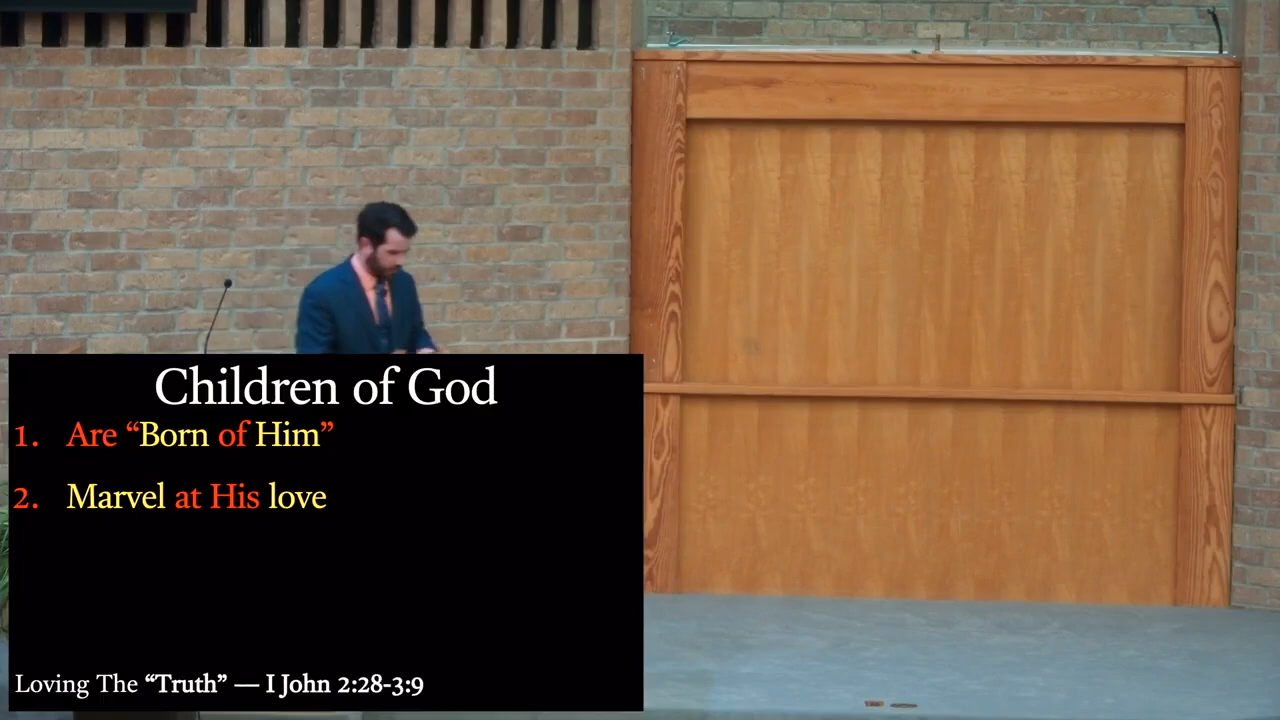 Children of God
1. Are “Born of Him”
2. Marvel at His love
Loving The “Truth” — I John 2:28-3:9